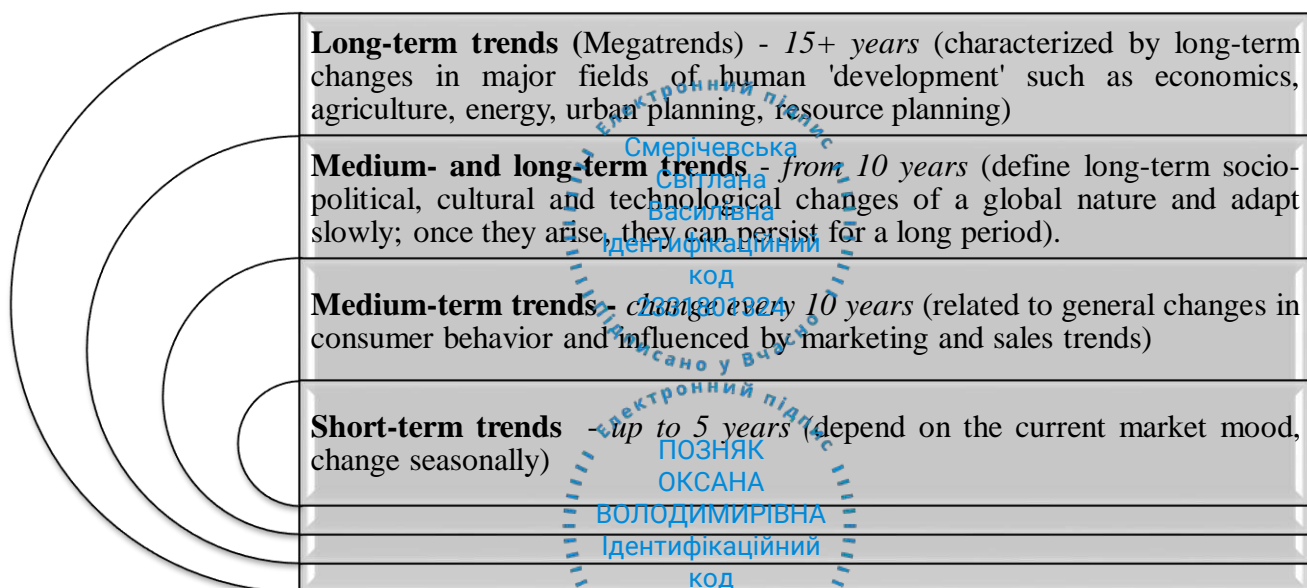 Long-term trends (Megatrends) - 15+ years (characterized by long-term
changes in major fields of human 'development' such as economics,
agriculture, energy, urban planning, resource planning)
Medium- and long-term trends - from 10 years (define long-term socio-
political, cultural and technological changes of a global nature and adapt
slowly; once they arise, they can persist for a long period).
Medium-term trends - change every 10 years (related to general changes in
consumer behavior and influenced by marketing and sales trends)
Short-term trends - up to 5 years (depend on the current market mood,
change seasonally)
Електронний підпис
Смерічевська
Світлана
Василівна
Ідентифікаційний
код
Підписано у Вчасно
Електронний підпис
ПОЗНЯК
ОКСАНА
ВОЛОДИМИРІВНА
Ідентифікаційний
код